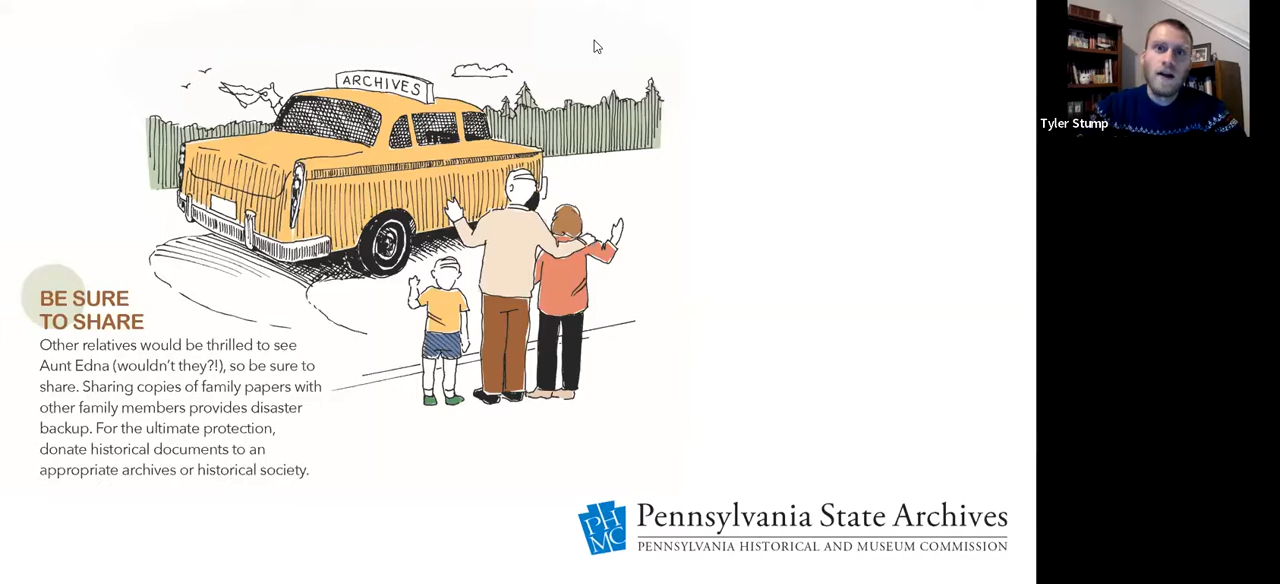 ARCHIVES
Tyler Stump
BE SURE
TO SHARE
Other relatives would be thrilled to see
Aunt Edna (wouldn't they?!), so be sure to
share. Sharing copies of family papers with
other family members provides disaster
backup. For the ultimate protection,
donate historical documents to an
appropriate archives or historical society.
PH
MC
Pennsylvania State Archives
PENNSYLVANIA HISTORICAL AND MUSEUM COMMISSION